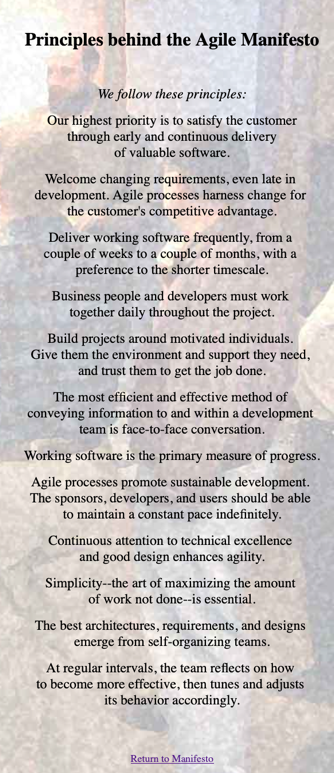 Principles behind the Agile Manifesto
We follow these principles:
Our highest priority is to satisfy the customer
through early and continuous delivery
of valuable software.
Welcome changing requirements, even late in
development. Agile processes harness change for
the customer's competitive advantage.
Deliver working software frequently, from a
couple of weeks to a couple of months, with a
preference to the shorter timescale.
Business people and developers must work
together daily throughout the project.
Build projects around motivated individuals.
Give them the environment and support they need,
and trust them to get the job done.
The most efficient and effective method of
conveying information to and within a development
team is face-to-face conversation.
Working software is the primary measure of progress.
Agile processes promote sustainable development.
The sponsors, developers, and users should be able
to maintain a constant pace indefinitely.
Continuous attention to technical excellence
and good design enhances agility.
Simplicity--the art of maximizing the amount
of work not done--is essential.
The best architectures, requirements, and designs
emerge from self-organizing teams.
At regular intervals, the team reflects on how
to become more effective, then tunes and adjusts
its behavior accordingly.
Return to Manifesto